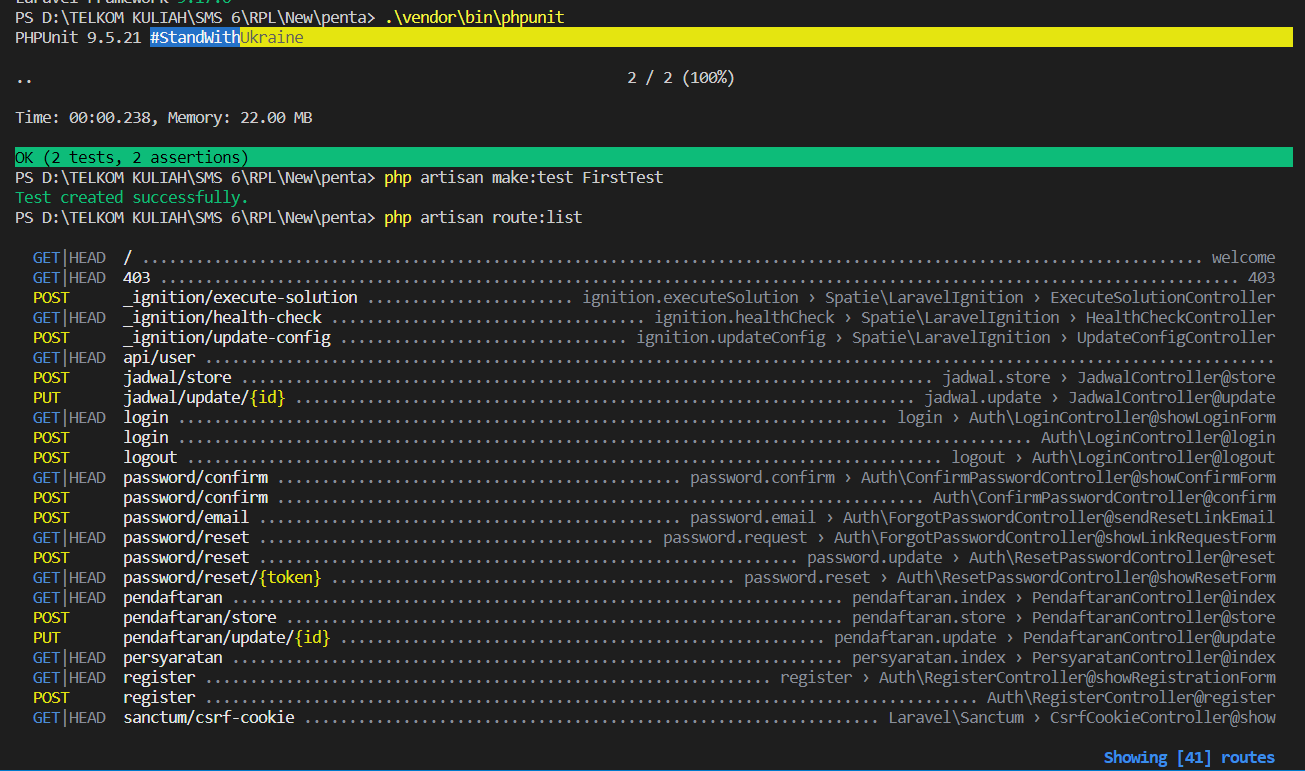 Laravel Framework 9.17.0
PS D:\TELKOM KULIAH\SMS 6\RPL\New\penta> .\vendor\bin\phpunit
PHPUnit 9.5.21 #StandWithUkraine
.. 2 / 2 (100%)
Time: 00:00.238, Memory: 22.00 MB
OK (2 tests, 2 assertions)
PS D:\TELKOM KULIAH\SMS 6\RPL\New\penta> php artisan make:test FirstTest
Test created successfully.
PS D:\TELKOM KULIAH\SMS 6\RPL\New\penta> php artisan route:list
GET|HEAD / ........ welcome
GET|HEAD 403 ........ 403
POST _ignition/execute-solution ........ ignition.executeSolution › Spatie\LaravelIgnition › ExecuteSolutionController
GET|HEAD _ignition/health-check ........ ignition.healthCheck › Spatie\LaravelIgnition › HealthCheckController
POST _ignition/update-config ........ ignition.updateConfig › Spatie\LaravelIgnition › UpdateConfigController
GET|HEAD api/user ........
POST jadwal/store ........ jadwal.store › JadwalController@store
PUT jadwal/update/{id} ........ jadwal.update › JadwalController@update
GET|HEAD login ........ login › Auth\LoginController@showLoginForm
POST login ........ Auth\LoginController@login
POST logout ........ logout › Auth\LoginController@logout
GET|HEAD password/confirm ........ password.confirm › Auth\ConfirmPasswordController@showConfirmForm
POST password/confirm ........ Auth\ConfirmPasswordController@confirm
POST password/email ........ password.email › Auth\ForgotPasswordController@sendResetLinkEmail
GET|HEAD password/reset ........ password.request › Auth\ForgotPasswordController@showLinkRequestForm
POST password/reset ........ password.update › Auth\ResetPasswordController@reset
GET|HEAD password/reset/{token} ........ password.reset › Auth\ResetPasswordController@showResetForm
GET|HEAD pendaftaran ........ pendaftaran.index › PendaftaranController@index
POST pendaftaran/store ........ pendaftaran.store › PendaftaranController@store
PUT pendaftaran/update/{id} ........ pendaftaran.update › PendaftaranController@update
GET|HEAD persyaratan ........ persyaratan.index › PersyaratanController@index
GET|HEAD register ........ register › Auth\RegisterController@showRegistrationForm
POST register ........ Auth\RegisterController@register
GET|HEAD sanctum/csrf-cookie ........ Laravel\Sanctum › CsrfCookieController@show
Showing [41] routes